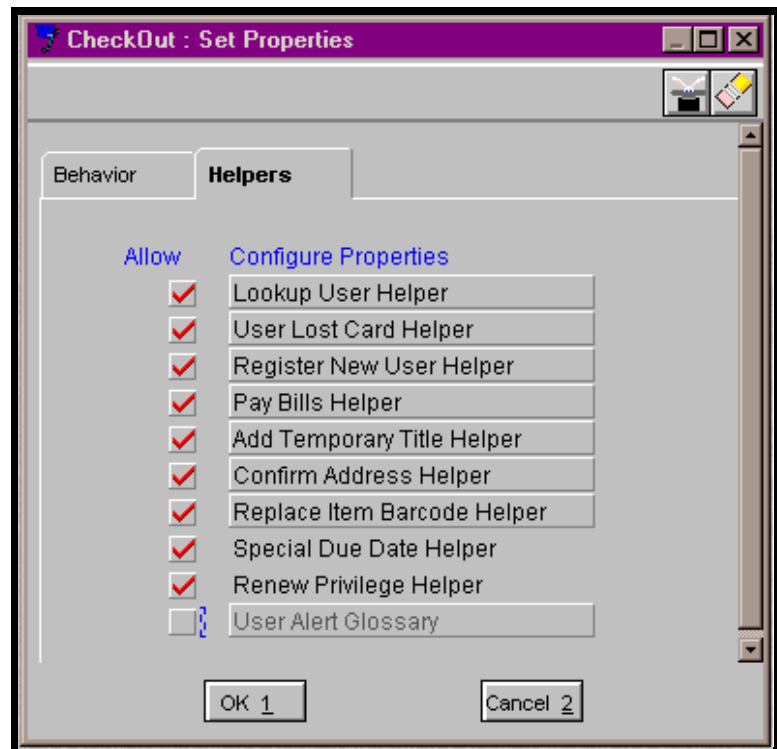 CheckOut : Set Properties
Behavior Helpers
Allow Configure Properties
Lookup User Helper
User Lost Card Helper
Register New User Helper
Pay Bills Helper
Add Temporary Title Helper
Confirm Address Helper
Replace Item Barcode Helper
Special Due Date Helper
Renew Privilege Helper
User Alert Glossary
OK 1 Cancel 2